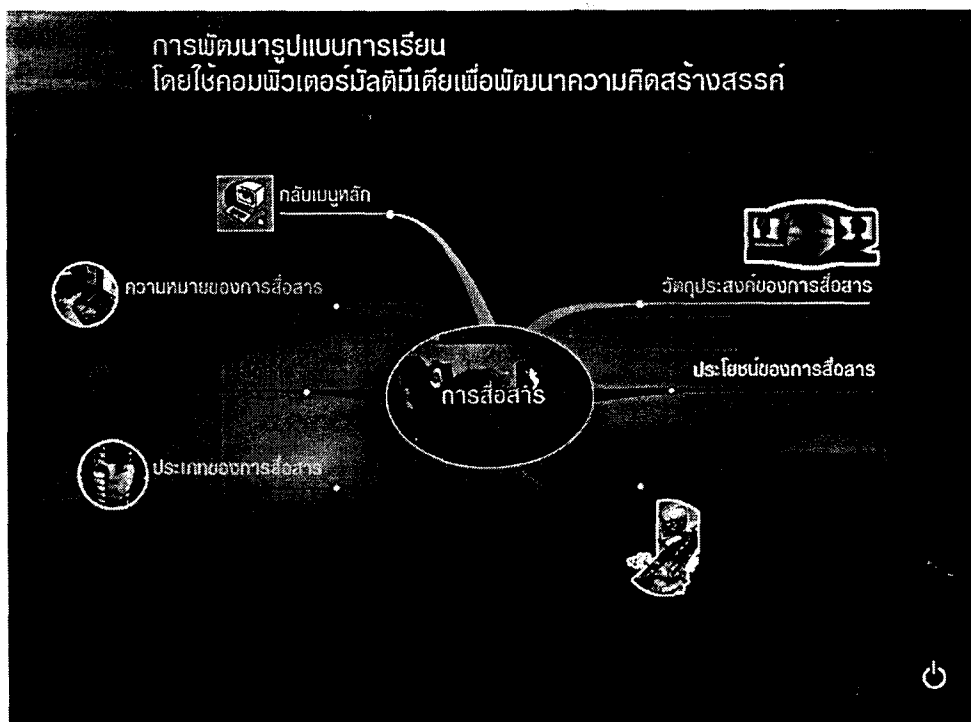 การพัฒนารูปแบบการเรียน
โดยใช้คอมพิวเตอร์มัลติมีเดียเพื่อพัฒนาความคิดสร้างสรรค์
กลับเมนูหลัก
ความหมายของการสื่อสาร
วัตถุประสงค์ของการสื่อสาร
การสื่อสาร
ประโยชน์ของการสื่อสาร
ประเภทของการสื่อสาร